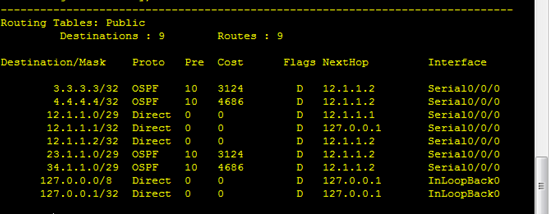 Routing Tables: Public
Destinations : 9 Routes : 9
Destination/Mask Proto Pre Cost Flags NextHop Interface
3.3.3.3/32 OSPF 10 3124 D 12.1.1.2 Serial0/0/0
4.4.4.4/32 OSPF 10 4686 D 12.1.1.2 Serial0/0/0
12.1.1.0/29 Direct 0 0 D 12.1.1.1 Serial0/0/0
12.1.1.1/32 Direct 0 0 D 127.0.0.1 Serial0/0/0
12.1.1.2/32 Direct 0 0 D 12.1.1.2 Serial0/0/0
23.1.1.0/29 OSPF 10 3124 D 12.1.1.2 Serial0/0/0
34.1.1.0/29 OSPF 10 4686 D 12.1.1.2 Serial0/0/0
127.0.0.0/8 Direct 0 0 D 127.0.0.1 InLoopBack0
127.0.0.1/32 Direct 0 0 D 127.0.0.1 InLoopBack0